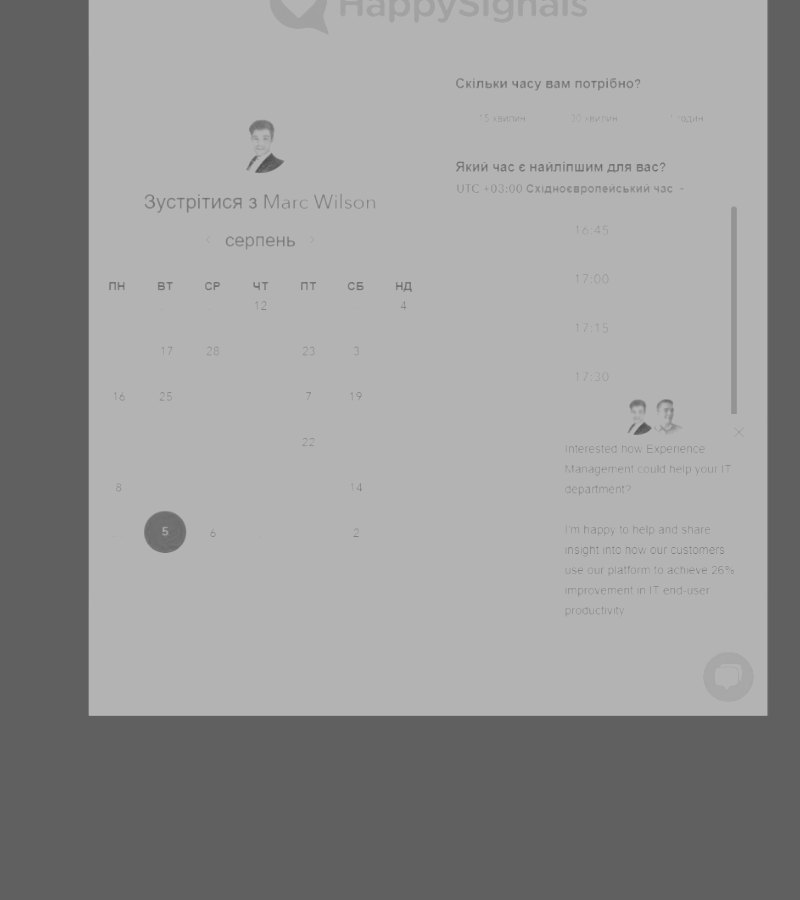 HappySignals
Зустрітися з Marc Wilson
серпень
ПН ВТ СР ЧТ ПТ СБ НД
12 4
17 28 23 3
16 25 7 19
22
8 14
5 6 2
Скільки часу вам потрібно?
15 хвилин 30 хвилин 1 годин
Який час є найліпшим для вас?
UTC +03:00 Східноєвропейський час
16:45
17:00
17:15
17:30
Interested how Experience
Management could help your IT
department?
I'm happy to help and share
insight into how our customers
use our platform to achieve 26%
improvement in IT end-user
productivity